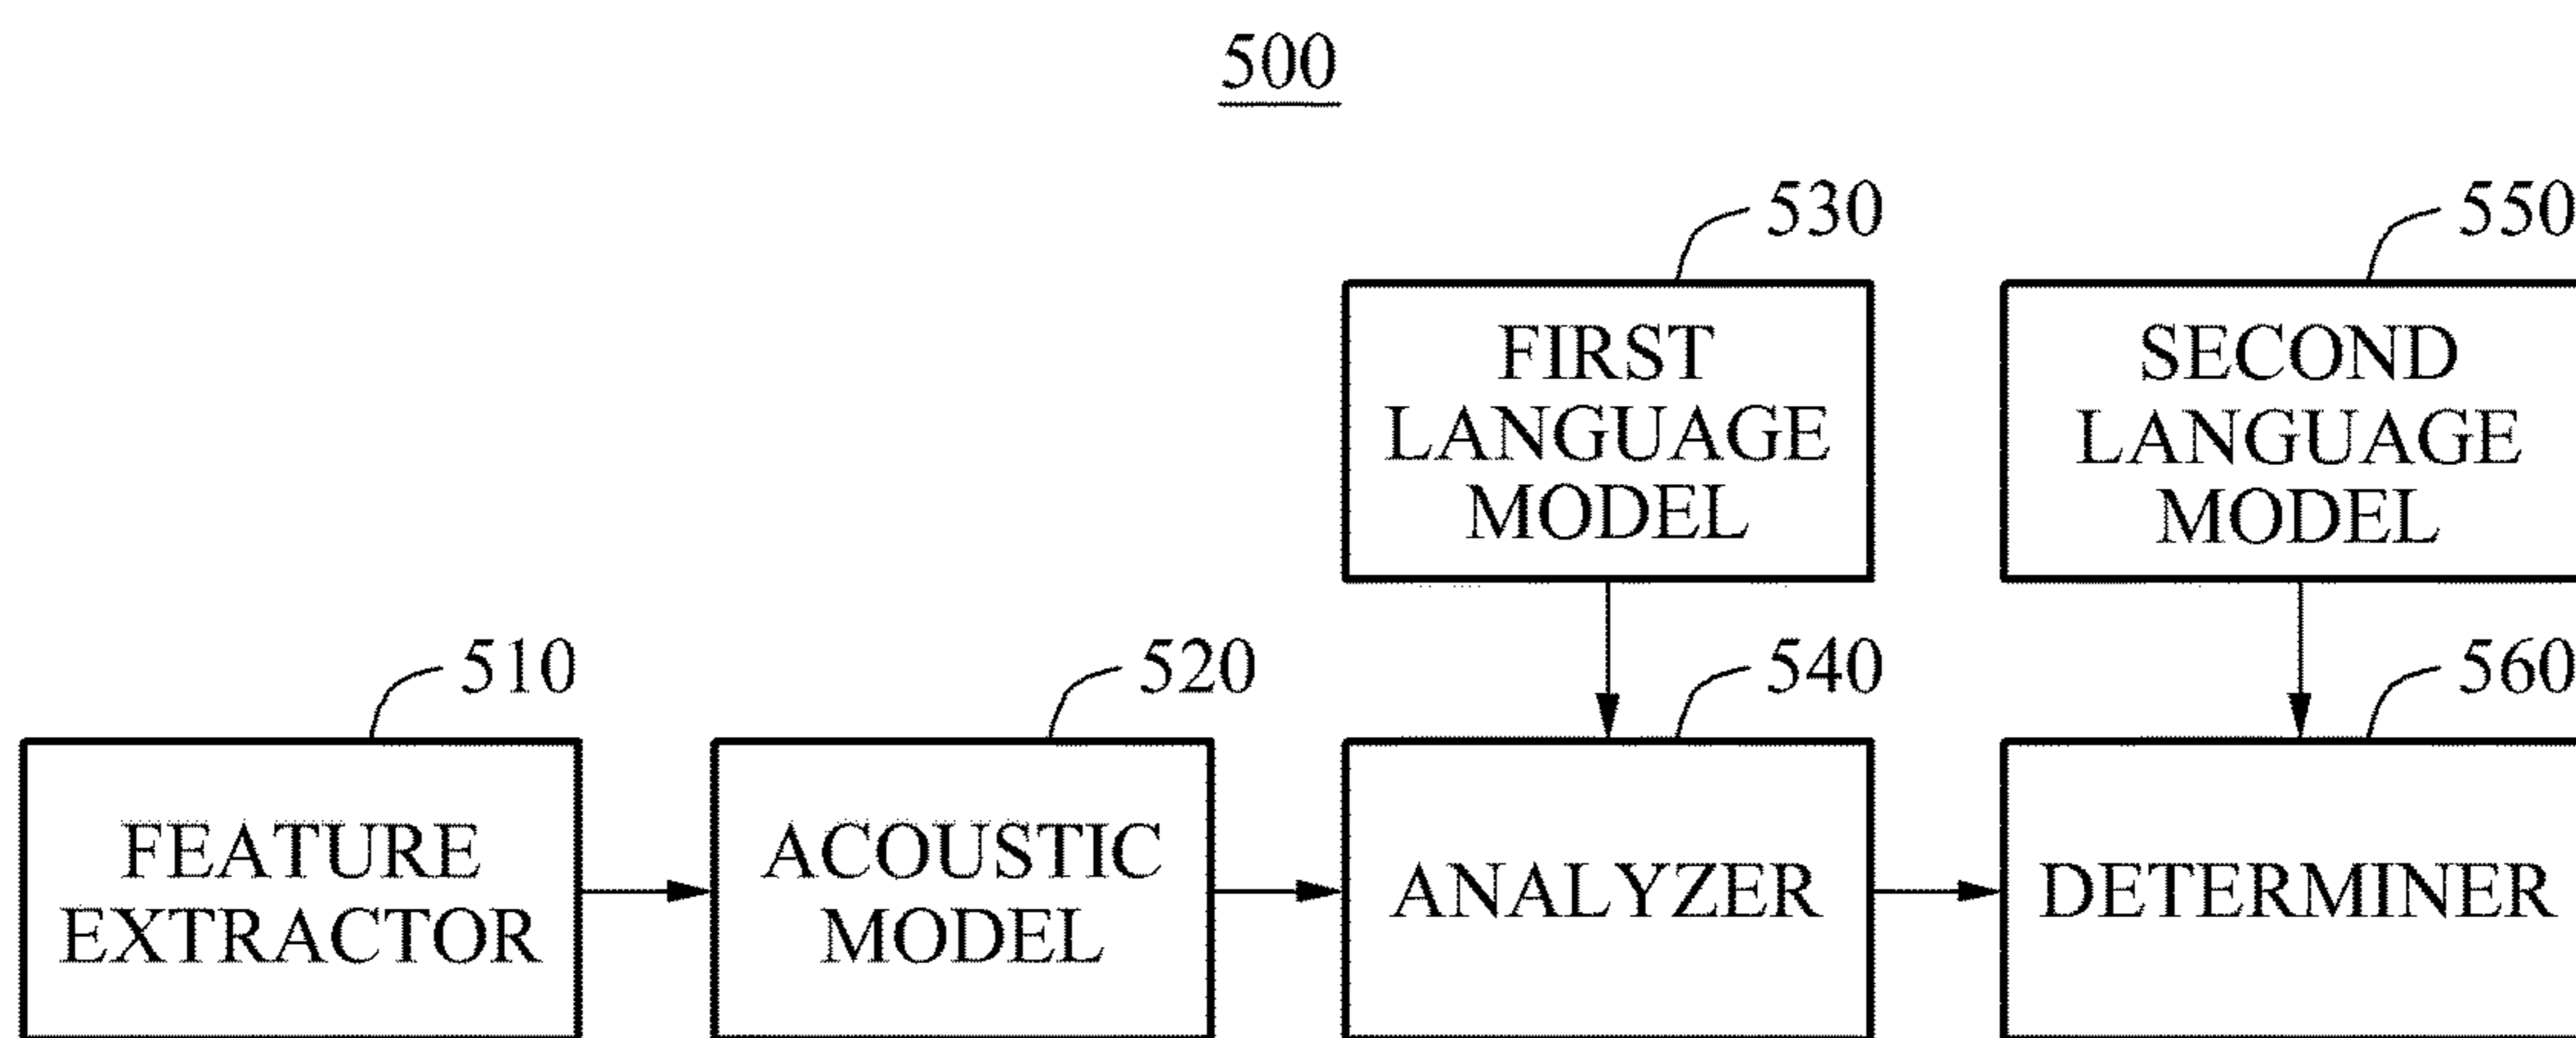 500
530
550
FIRST
LANGUAGE
MODEL
SECOND
LANGUAGE
MODEL
510
520
540
560
FEATURE
EXTRACTOR
ACOUSTIC
MODEL
ANALYZER
DETERMINER